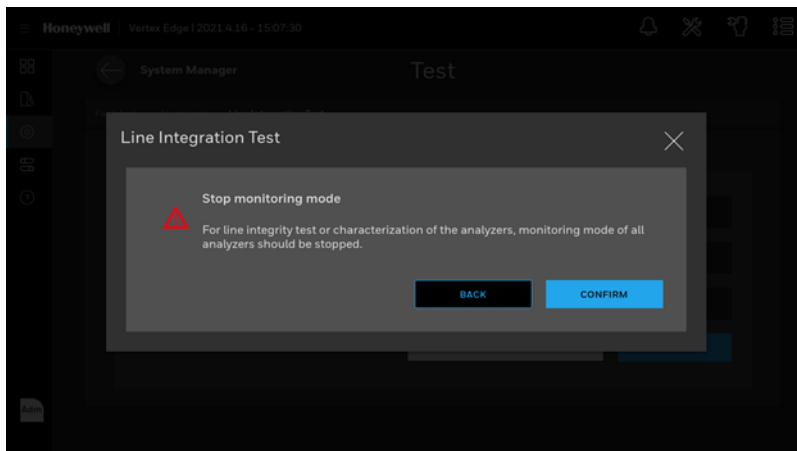 Honeywell Vertex Edge | 2021.4.16 - 15:07:30
System Manager
Test
Line Integration Test
Stop monitoring mode
For line integrity test or characterization of the analyzers, monitoring mode of all
analyzers should be stopped.
BACK
CONFIRM
Adm